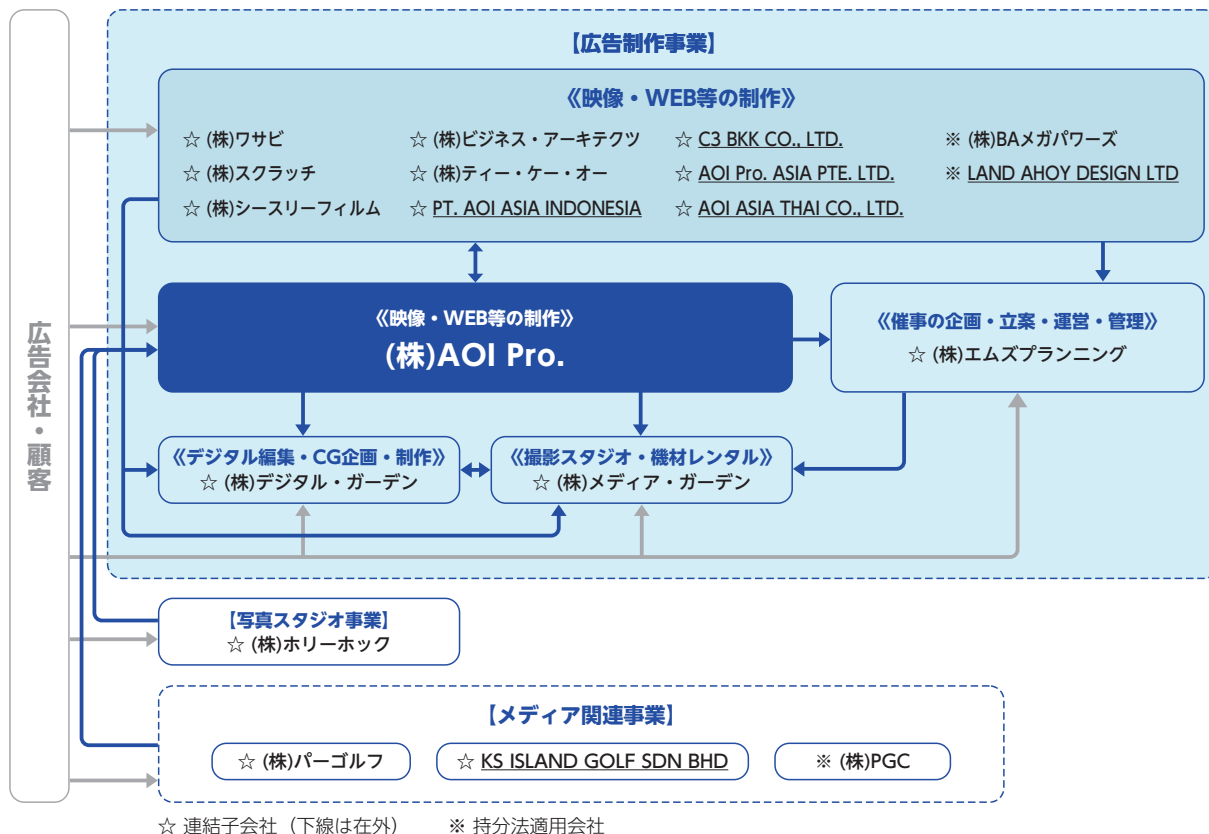 広告会社・顧客
【広告制作事業】
《映像・WEB等の制作》
☆ (株)ワサビ ☆ (株)ビジネス・アーキテクツ ☆ C3 BKK CO., LTD. ※ (株)BAメガパワーズ
☆ (株)スクラッチ ☆ (株)ティー・ケー・オー ☆ AOI Pro. ASIA PTE. LTD. ※ LAND AHOY DESIGN LTD
☆ (株)シースリーフィルム ☆ PT. AOI ASIA INDONESIA ☆ AOI ASIA THAI CO., LTD.
《映像・WEB等の制作》
(株)AOI Pro.
《催事の企画・立案・運営・管理》
☆ (株)エムズプランニング
《デジタル編集・CG企画・制作》
☆ (株)デジタル・ガーデン
《撮影スタジオ・機材レンタル》
☆ (株)メディア・ガーデン
【写真スタジオ事業】
☆ (株)ホリーホック
【メディア関連事業】
☆ (株)パーゴルフ ☆ KS ISLAND GOLF SDN BHD ※ (株)PGC
☆ 連結子会社（下線は在外） ※ 持分法適用会社